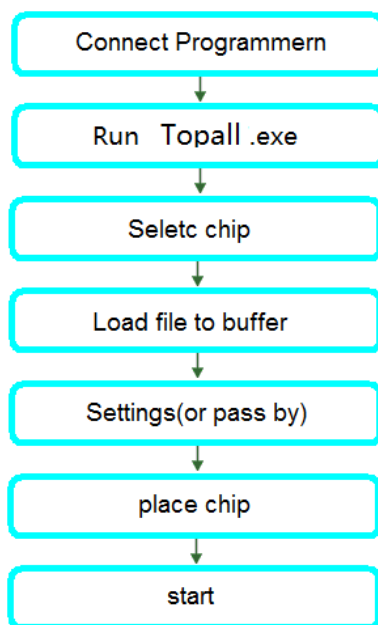 Connect Programmern
Run Topall .exe
Seletc chip
Load file to buffer
Settings(or pass by)
place chip
start